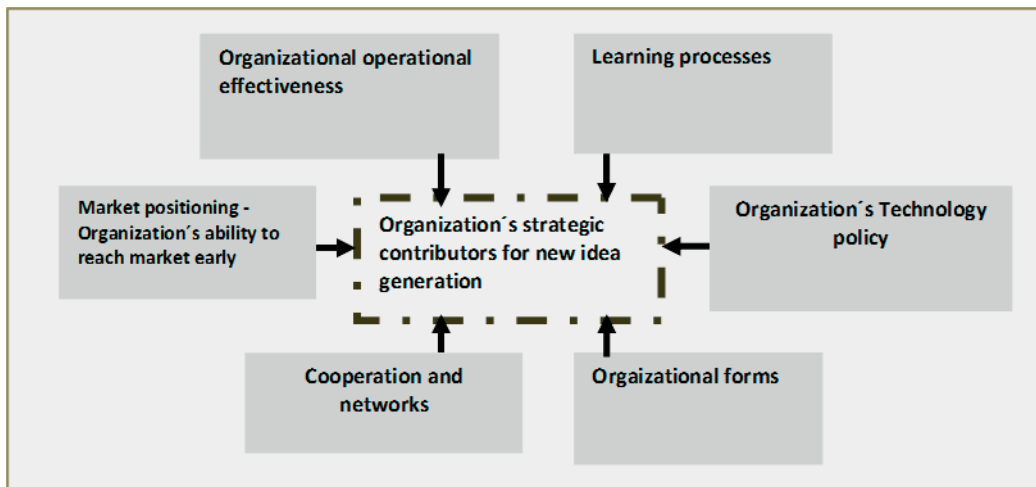 Organizational operational
effectiveness
Learning processes
Market positioning -
Organization´s ability to
reach market early
Organization´s strategic
contributors for new idea
generation
Organization´s Technology
policy
Cooperation and
networks
Orgaizational forms